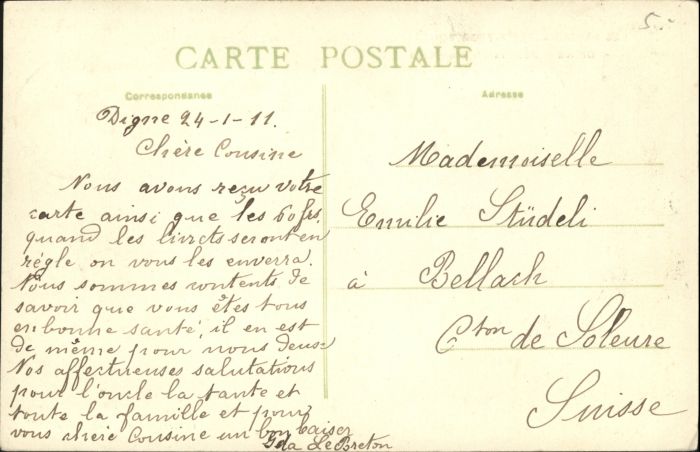 5.-
CARTE POSTALE
Correspondance
Adresse
Digne 24-1-11.
Chère Cousine
Nous avons reçu votre
carte ainsi que les 60 frs,
quand les livrets seront en
règle on vous les enverra.
Nous sommes contents de
savoir que vous êtes tous
en bonne santé, il en est
de même pour nous deux
Nos affectueuses salutations
pour l'oncle la tante et
toute la famille et pour
vous chère Cousine un bon baiser
Ida Le Breton
Mademoiselle
Emilie Stüdeli
à Bellach
Cton de Soleure
Suisse